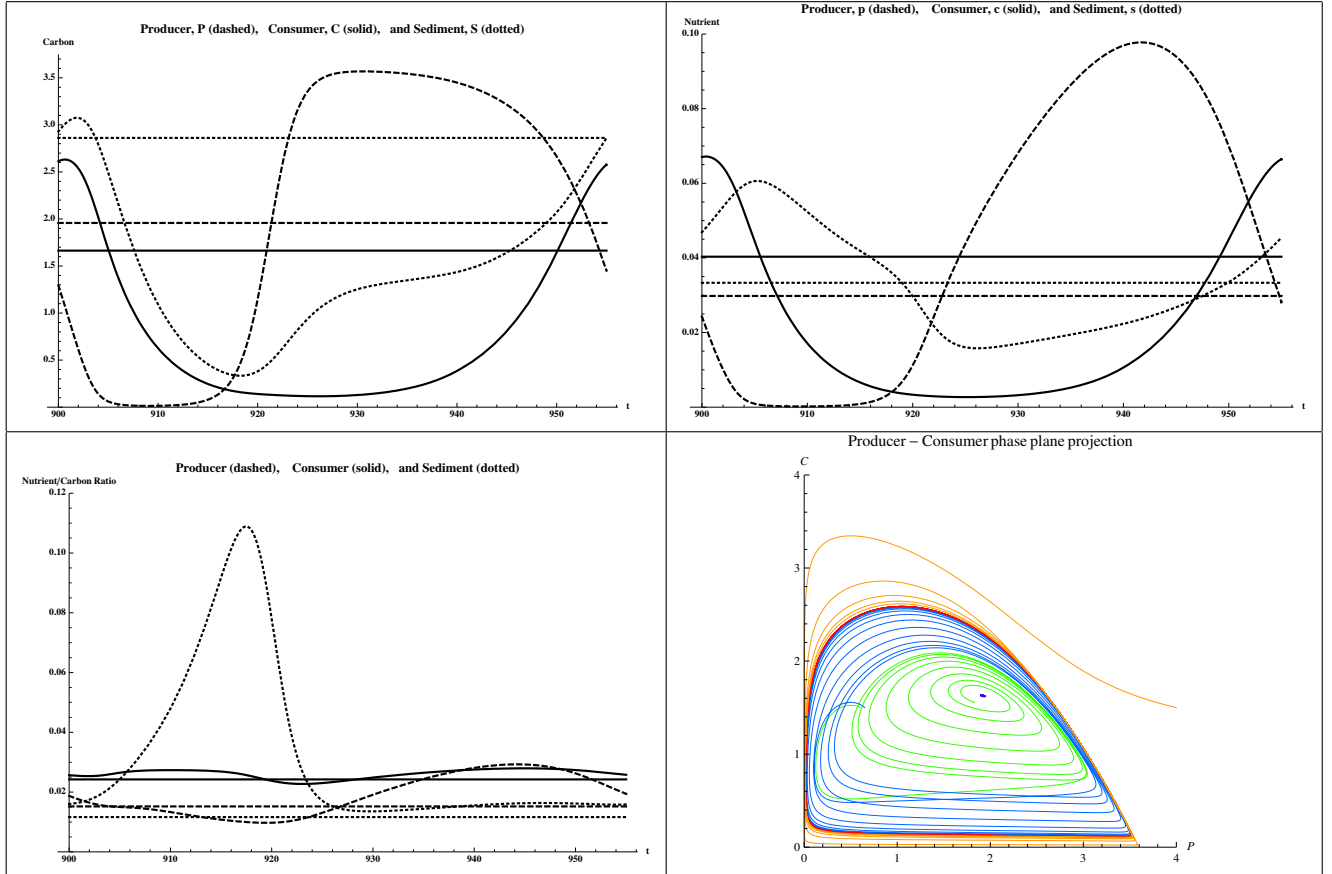 Producer, P (dashed), Consumer, C (solid), and Sediment, S (dotted)
Carbon
3.5
3.0
2.5
2.0
1.5
1.0
0.5
900 910 920 930 940 950 t
Producer, p (dashed), Consumer, c (solid), and Sediment, s (dotted)
Nutrient
0.10
0.08
0.06
0.04
0.02
900 910 920 930 940 950 t
Producer (dashed), Consumer (solid), and Sediment (dotted)
Nutrient/Carbon Ratio
0.12
0.10
0.08
0.06
0.04
0.02
900 910 920 930 940 950 t
Producer – Consumer phase plane projection
C
4
3
2
1
0
0 1 2 3 P 4